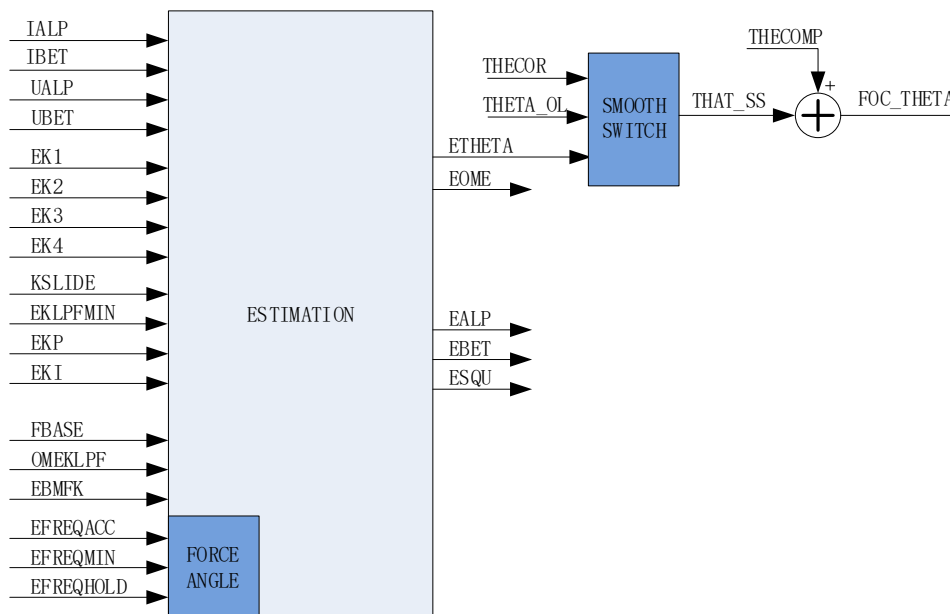 IALP
IBET
UALP
UBET
EK1
EK2
EK3
EK4
KSLIDE
EKLPFMIN
EKP
EKI
FBASE
OMEKLPF
EBMFK
EFREQACC
EFREQMIN
EFREQHOLD
FORCE
ANGLE
ESTIMATION
ETHETA
EOME
EALP
EBET
ESQU
THECOR
THETA_OL
SMOOTH
SWITCH
THAT_SS
THECOMP
+
FOC_THETA